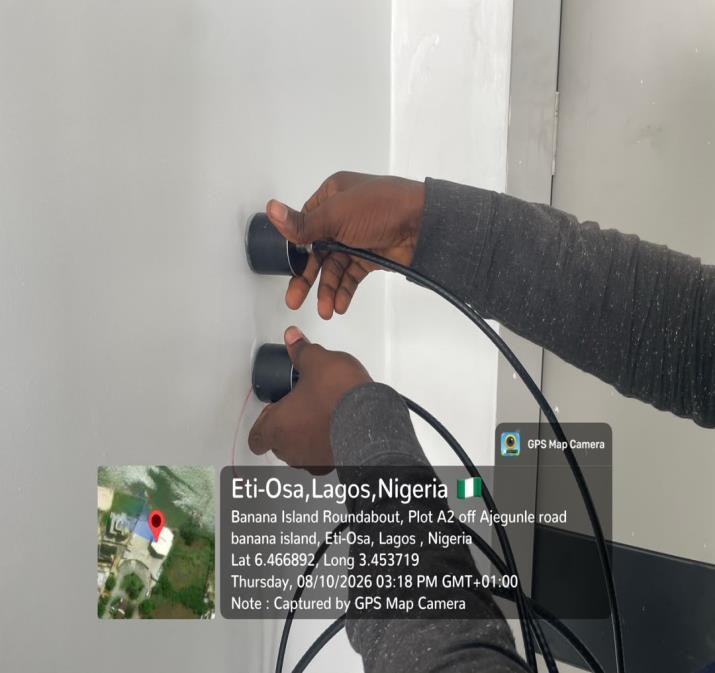 GPS Map Camera
Eti-Osa,Lagos,Nigeria 🇳🇬
Banana Island Roundabout, Plot A2 off Ajegunle road
banana island, Eti-Osa, Lagos , Nigeria
Lat 6.466892, Long 3.453719
Thursday, 08/10/2026 03:18 PM GMT+01:00
Note : Captured by GPS Map Camera